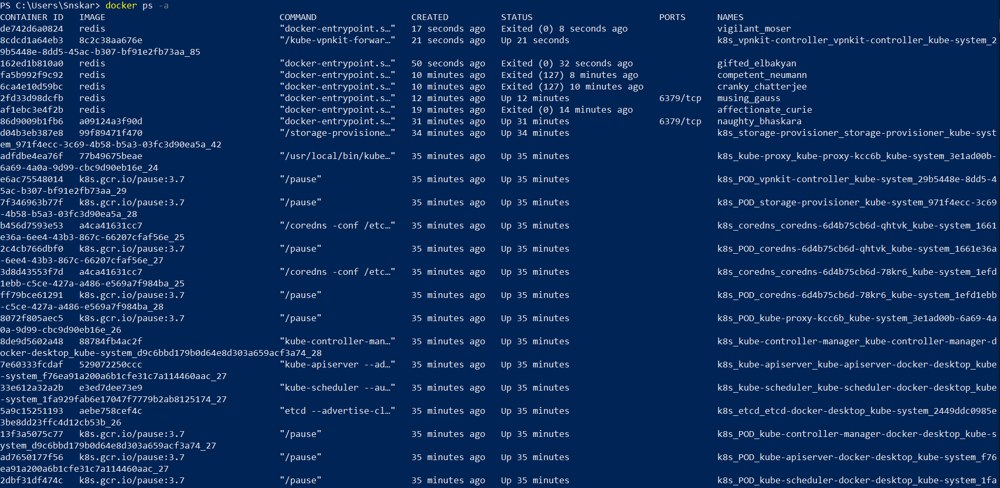 PS C:\Users\Snskar> docker ps -a
CONTAINER ID   IMAGE                                 COMMAND                  CREATED          STATUS                        PORTS      NAMES
de742d6a0824   redis                                 "docker-entrypoint.s…"   17 seconds ago   Exited (0) 8 seconds ago                 vigilant_moser
8cdcd1a64eb3   8c2c38aa676e                          "/kube-vpnkit-forwar…"   21 seconds ago   Up 21 seconds                            k8s_vpnkit-controller_vpnkit-controller_kube-system_2
9b5448e-8dd5-45ac-b307-bf91e2fb73aa_85
162ed1b810a0   redis                                 "docker-entrypoint.s…"   50 seconds ago   Exited (0) 32 seconds ago                gifted_elbakyan
fa5b992f9c92   redis                                 "docker-entrypoint.s…"   10 minutes ago   Exited (127) 8 minutes ago               competent_neumann
6ca4e10d59bc   redis                                 "docker-entrypoint.s…"   10 minutes ago   Exited (127) 10 minutes ago              cranky_chatterjee
2fd33d98dcfb   redis                                 "docker-entrypoint.s…"   12 minutes ago   Up 12 minutes                 6379/tcp   musing_gauss
af1ebc3e4f2b   redis                                 "docker-entrypoint.s…"   19 minutes ago   Exited (0) 14 minutes ago                affectionate_curie
86d9009b1fb6   a09124a3f90d                          "docker-entrypoint.s…"   31 minutes ago   Up 31 minutes                 6379/tcp   naughty_bhaskara
d04b3eb387e8   99f89471f470                          "/storage-provisione…"   34 minutes ago   Up 34 minutes                            k8s_storage-provisioner_storage-provisioner_kube-syst
em_971f4ecc-3c69-4b58-b5a3-03fc3d90ea5a_42
adfdbe4ea76f   77b49675beae                          "/usr/local/bin/kube…"   35 minutes ago   Up 35 minutes                            k8s_kube-proxy_kube-proxy-kcc6b_kube-system_3e1ad00b-
6a69-4a0a-9d99-cbc9d90eb16e_24
e6ac75548014   k8s.gcr.io/pause:3.7                  "/pause"                 35 minutes ago   Up 35 minutes                            k8s_POD_vpnkit-controller_kube-system_29b5448e-8dd5-4
5ac-b307-bf91e2fb73aa_29
7f346963b77f   k8s.gcr.io/pause:3.7                  "/pause"                 35 minutes ago   Up 35 minutes                            k8s_POD_storage-provisioner_kube-system_971f4ecc-3c69
-4b58-b5a3-03fc3d90ea5a_28
b456d7593e53   a4ca41631cc7                          "/coredns -conf /etc…"   35 minutes ago   Up 35 minutes                            k8s_coredns_coredns-6d4b75cb6d-qhtvk_kube-system_1661
e36a-6ee4-43b3-867c-66207cfaf56e_25
2c4cb766dbf0   k8s.gcr.io/pause:3.7                  "/pause"                 35 minutes ago   Up 35 minutes                            k8s_POD_coredns-6d4b75cb6d-qhtvk_kube-system_1661e36a
-6ee4-43b3-867c-66207cfaf56e_27
3d8d43553f7d   a4ca41631cc7                          "/coredns -conf /etc…"   35 minutes ago   Up 35 minutes                            k8s_coredns_coredns-6d4b75cb6d-78kr6_kube-system_1efd
1ebb-c5ce-427a-a486-e569a7f984ba_25
ff79bce61291   k8s.gcr.io/pause:3.7                  "/pause"                 35 minutes ago   Up 35 minutes                            k8s_POD_coredns-6d4b75cb6d-78kr6_kube-system_1efd1ebb
-c5ce-427a-a486-e569a7f984ba_28
8072f805aec5   k8s.gcr.io/pause:3.7                  "/pause"                 35 minutes ago   Up 35 minutes                            k8s_POD_kube-proxy-kcc6b_kube-system_3e1ad00b-6a69-4a
0a-9d99-cbc9d90eb16e_26
8de9d5602a48   88784fb4ac2f                          "kube-controller-man…"   35 minutes ago   Up 35 minutes                            k8s_kube-controller-manager_kube-controller-manager-d
ocker-desktop_kube-system_d9c6bbd179b0d64e8d303a659acf3a74_28
7e60333fcdaf   529072250ccc                          "kube-apiserver --ad…"   35 minutes ago   Up 35 minutes                            k8s_kube-apiserver_kube-apiserver-docker-desktop_kube
-system_f76ea91a200a6b1cfe31c7a114460aac_27
33e612a32a2b   e3ed7dee73e9                          "kube-scheduler --au…"   35 minutes ago   Up 35 minutes                            k8s_kube-scheduler_kube-scheduler-docker-desktop_kube
-system_1fa929fab6e17047f7779b2ab8125174_27
5a9c15251193   aebe758cef4c                          "etcd --advertise-cl…"   35 minutes ago   Up 35 minutes                            k8s_etcd_etcd-docker-desktop_kube-system_2449ddc0985e
3be8dd23ffc4d12cb53b_26
13f3a5075c77   k8s.gcr.io/pause:3.7                  "/pause"                 35 minutes ago   Up 35 minutes                            k8s_POD_kube-controller-manager-docker-desktop_kube-s
ystem_d9c6bbd179b0d64e8d303a659acf3a74_27
ad7650177f56   k8s.gcr.io/pause:3.7                  "/pause"                 35 minutes ago   Up 35 minutes                            k8s_POD_kube-apiserver-docker-desktop_kube-system_f76
ea91a200a6b1cfe31c7a114460aac_27
2dbf31df474c   k8s.gcr.io/pause:3.7                  "/pause"                 35 minutes ago   Up 35 minutes                            k8s_POD_kube-scheduler-docker-desktop_kube-system_1fa